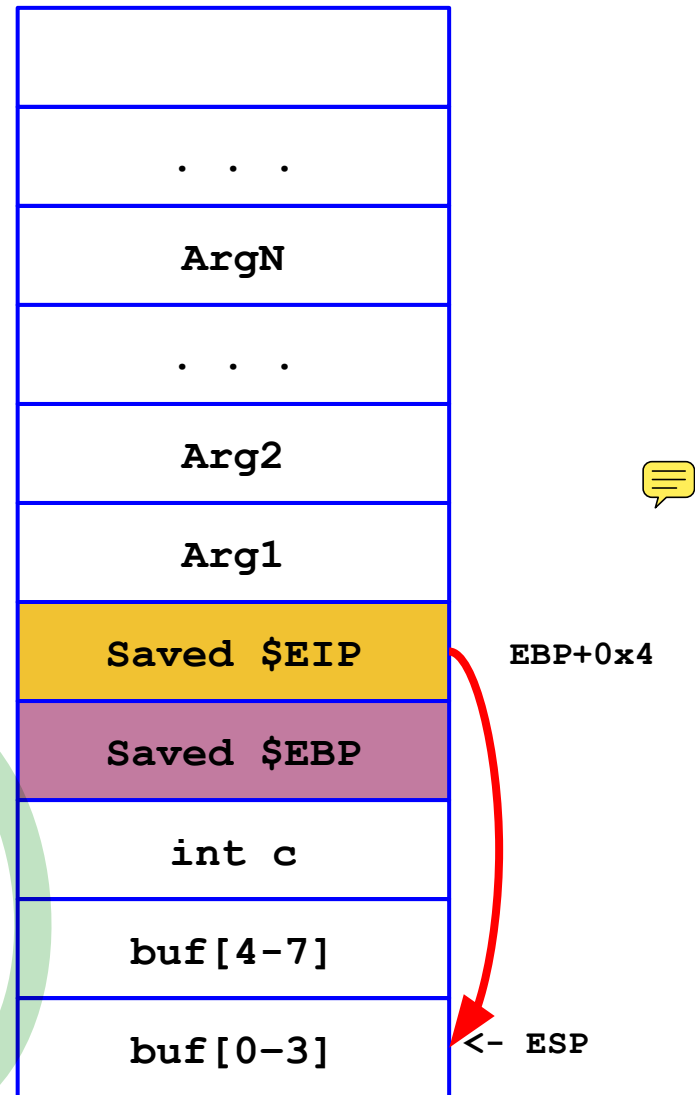 . . .
ArgN
. . .
Arg2
Arg1
Saved $EIP
EBP+0x4
Saved $EBP
int c
buf[4-7]
buf[0–3]
<- ESP